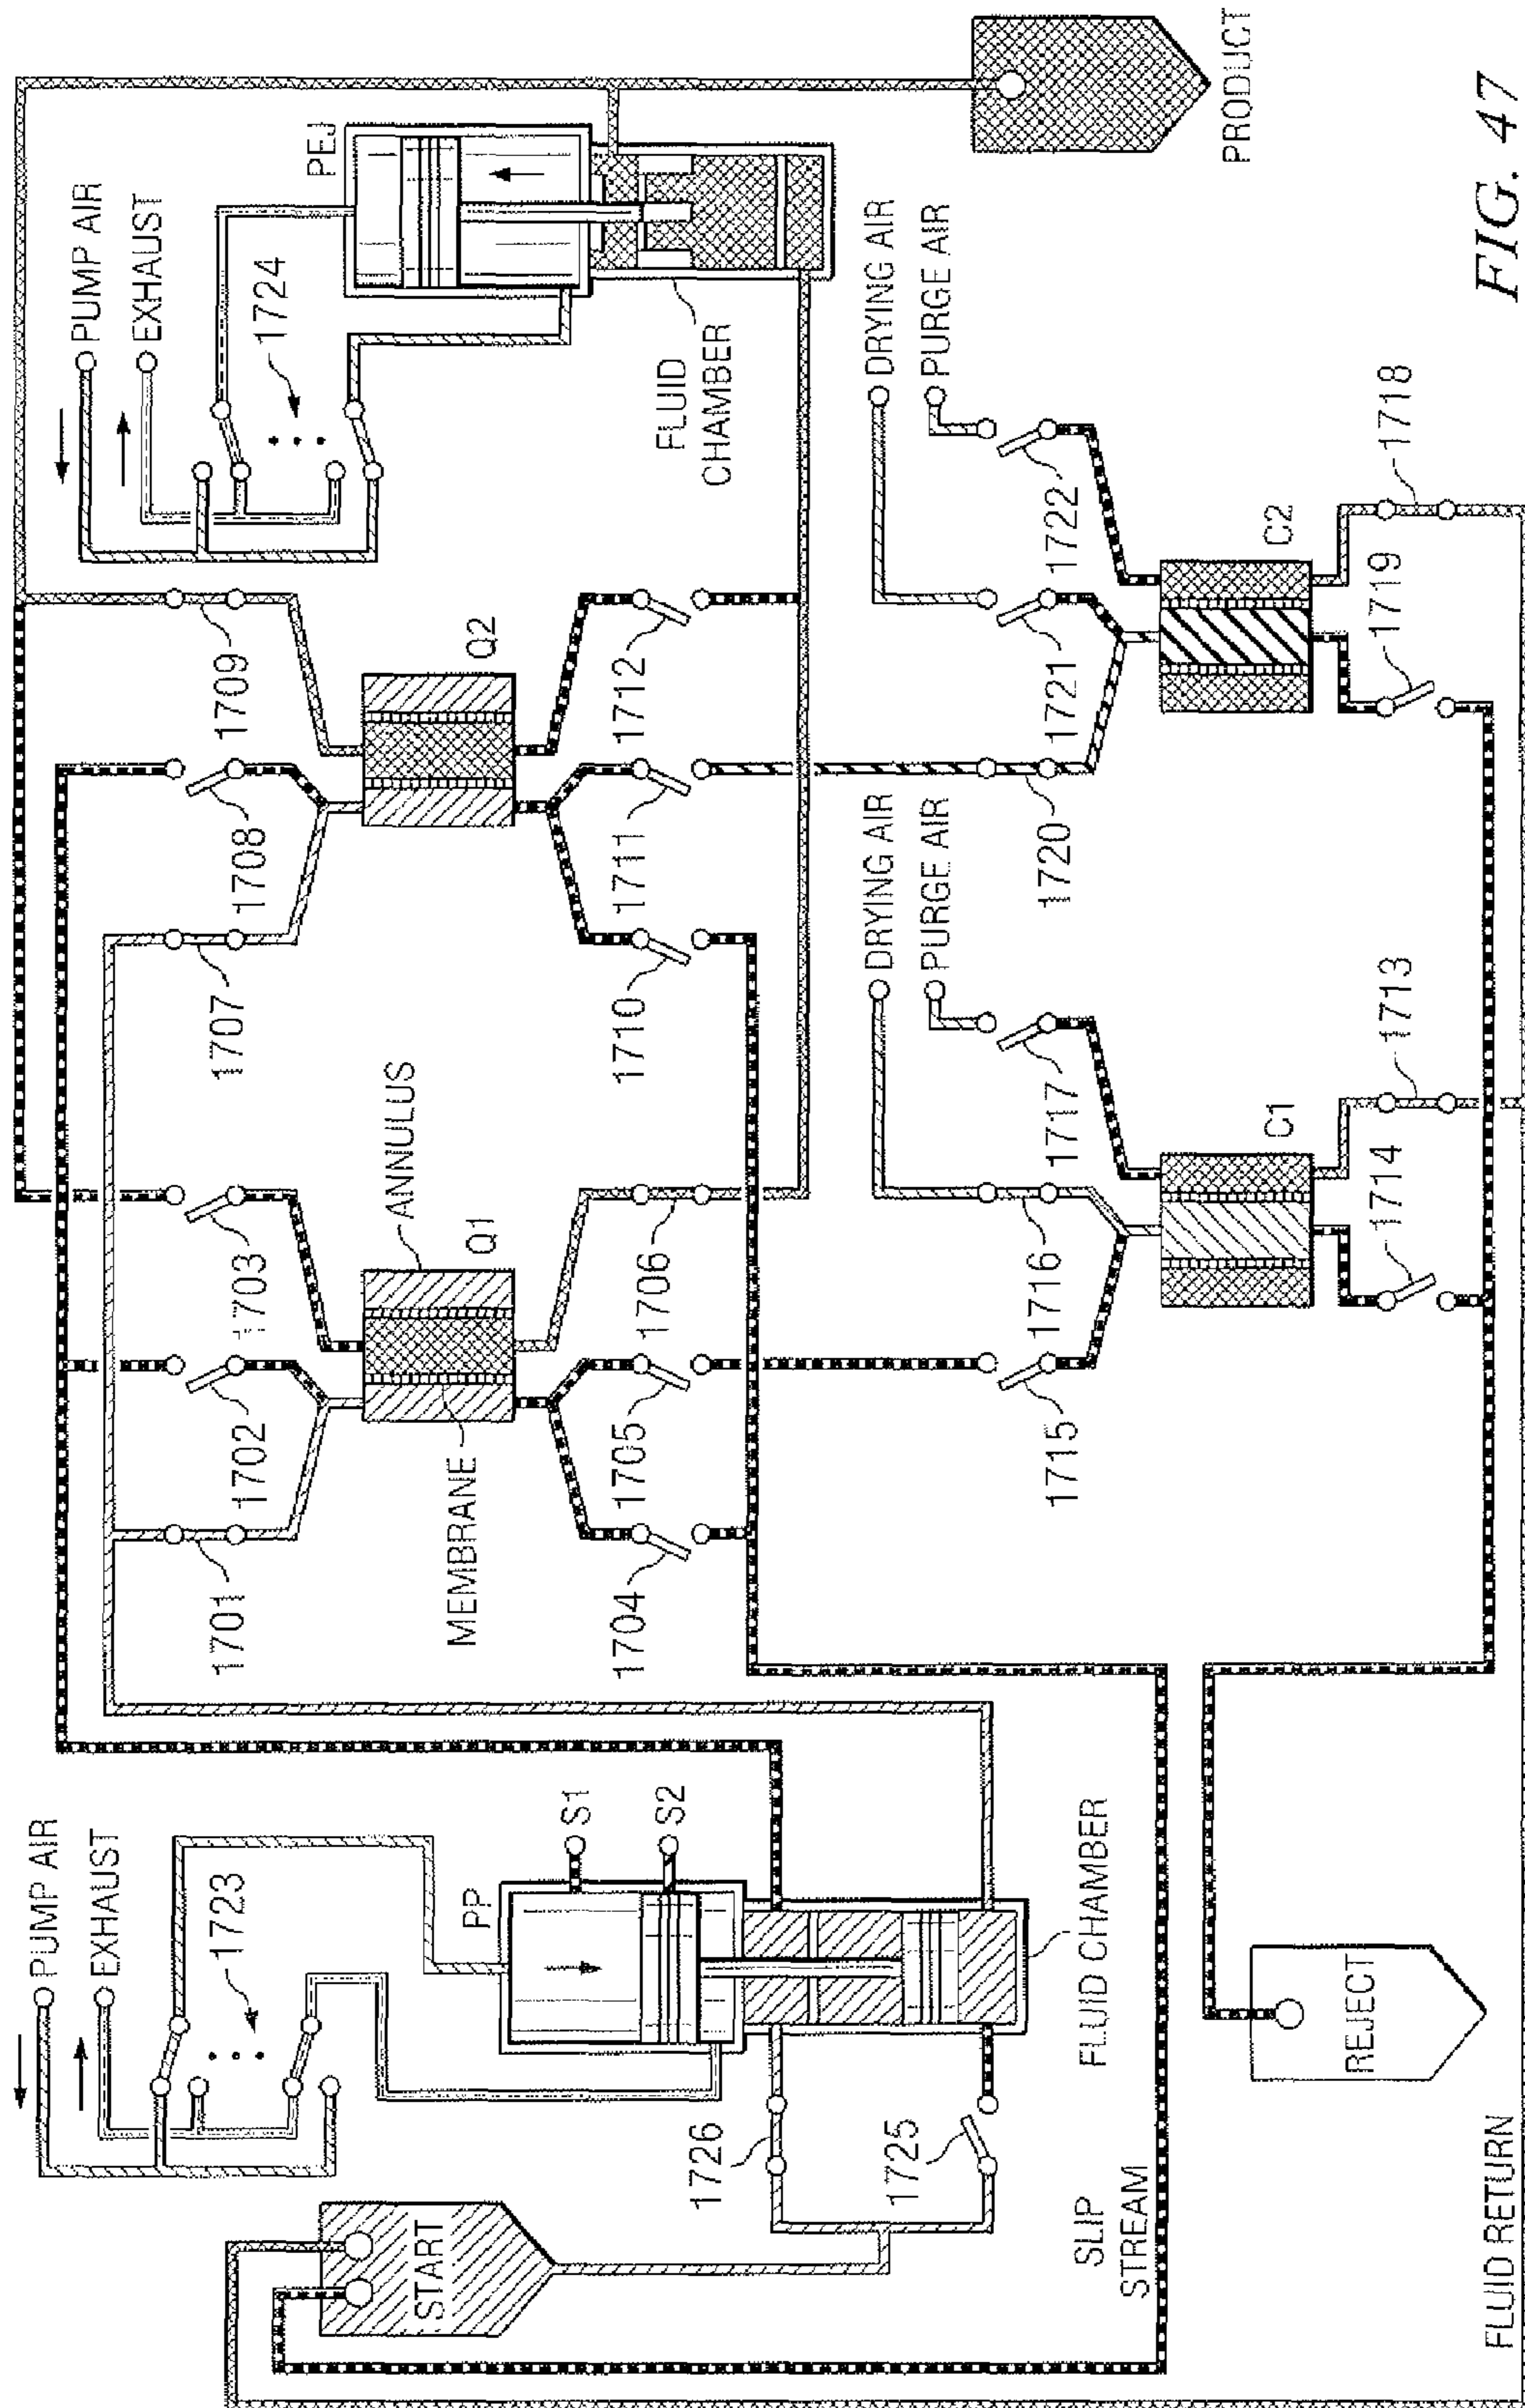 PUMP AIR
EXHAUST
1723
START
1726
1725
PP
S1
S2
FLUID CHAMBER
SLIP
STREAM
REJECT
FLUID RETURN
1701
1702
1703
ANNULUS
MEMBRANE
Q1
1704
1705
1706
1707
1708
1709
Q2
1710
1711
1712
PUMP AIR
EXHAUST
1724
PEJ
FLUID
CHAMBER
DRYING AIR
PURGE AIR
1715
1716
1717
C1
1714
1713
DRYING AIR
PURGE AIR
1720
1721
1722
C2
1719
1718
PRODUCT
FIG. 47